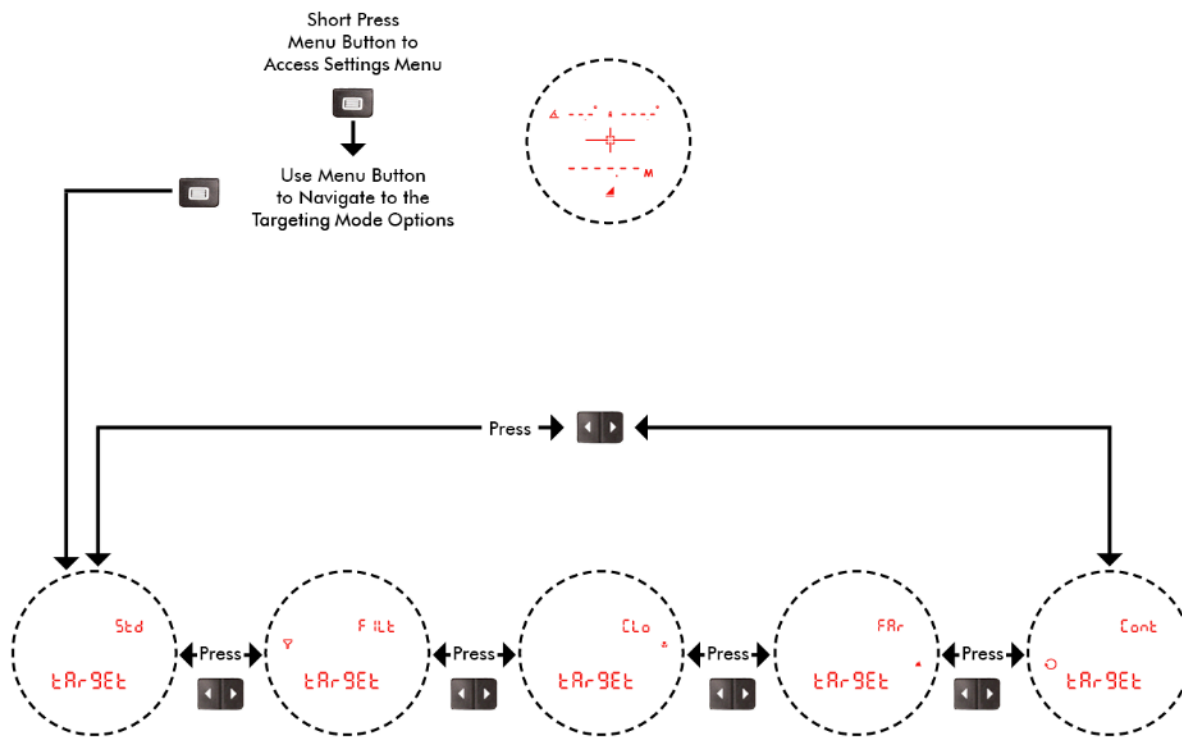 Short Press
Menu Button to
Access Settings Menu
M
Use Menu Button
to Navigate to the
Targeting Mode Options
Press
Std
FILt
CLo
FAr
Cont
Press
Press
Press
Press
tArgEt
tArgEt
tArgEt
tArgEt
tArgEt